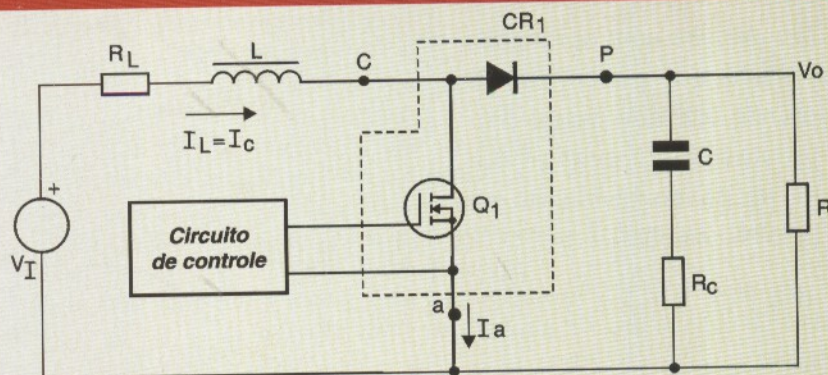 CR1
RL
L
C
P
Vo
IL=Ic
C
Q1
R
+
VI
Circuito
de controle
Rc
a
Ia